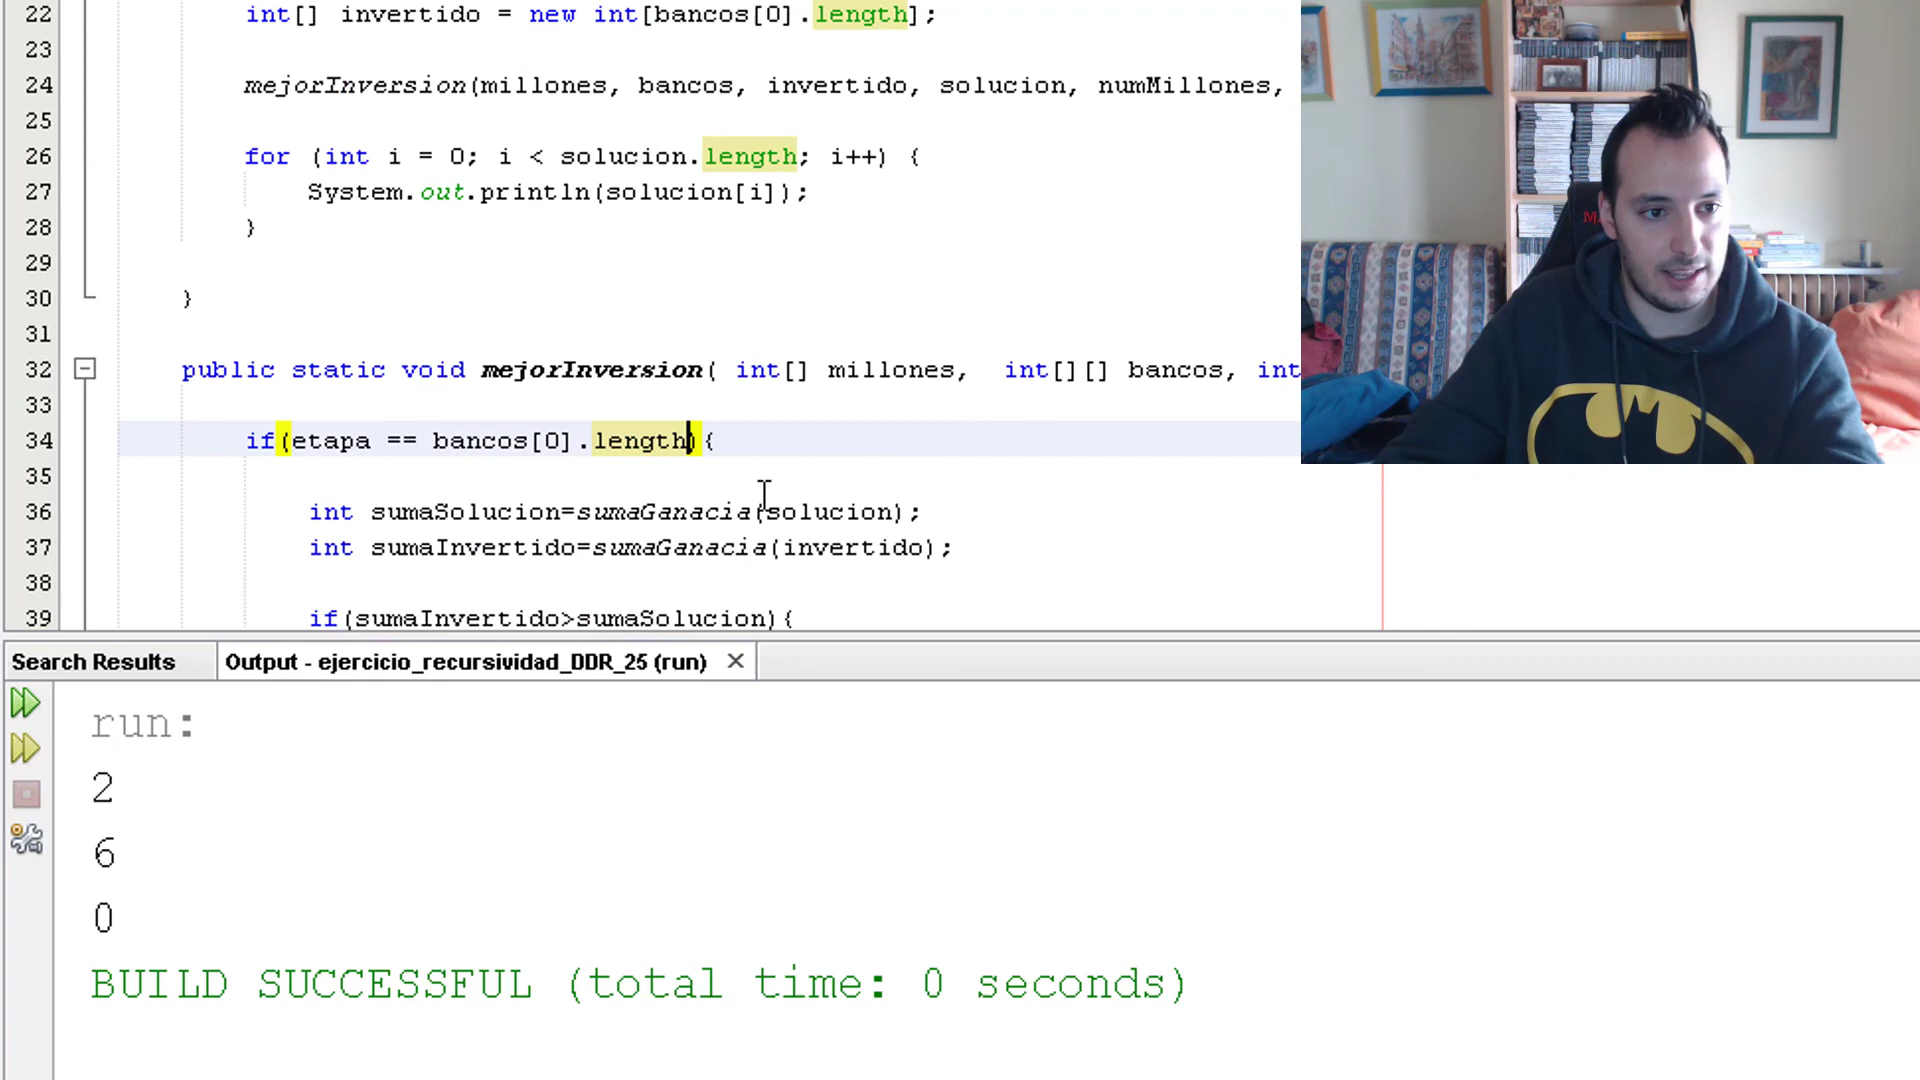 22 int[] invertido = new int[bancos[0].length];
23
24 mejorInversion(millones, bancos, invertido, solucion, numMillones,
25
26 for (int i = 0; i < solucion.length; i++) {
27 System.out.println(solucion[i]);
28 }
29
30 }
31
32 public static void mejorInversion( int[] millones, int[][] bancos, int
33
34 if(etapa == bancos[0].length){
35
36 int sumaSolucion=sumaGanacia(solucion);
37 int sumaInvertido=sumaGanacia(invertido);
38
39 if(sumaInvertido>sumaSolucion){
Search Results Output - ejercicio_recursividad_DDR_25 (run)
run:
2
6
0
BUILD SUCCESSFUL (total time: 0 seconds)